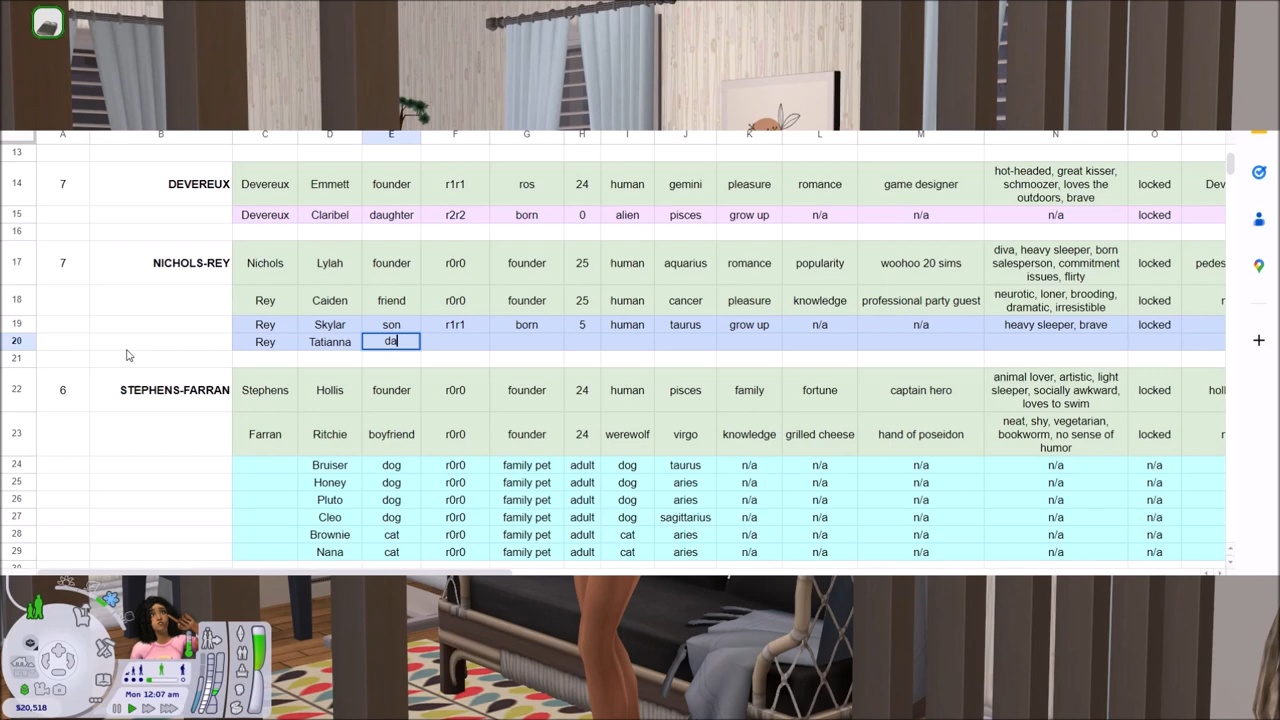 A B C D E F G H I J K L M N O
13
14 7 DEVEREUX Devereux Emmett founder r1r1 ros 24 human gemini pleasure romance game designer hot-headed, great kisser, schmoozer, loves the outdoors, brave locked Dev
15 Devereux Claribel daughter r2r2 born 0 alien pisces grow up n/a n/a n/a locked
16
17 7 NICHOLS-REY Nichols Lylah founder r0r0 founder 25 human aquarius romance popularity woohoo 20 sims diva, heavy sleeper, born salesperson, commitment issues, flirty locked pedes
18 Rey Caiden friend r0r0 founder 25 human cancer pleasure knowledge professional party guest neurotic, loner, brooding, dramatic, irresistible locked r
19 Rey Skylar son r1r1 born 5 human taurus grow up n/a n/a heavy sleeper, brave locked
20 Rey Tatianna da
21
22 6 STEPHENS-FARRAN Stephens Hollis founder r0r0 founder 24 human pisces family fortune captain hero animal lover, artistic, light sleeper, socially awkward, loves to swim locked holl
23 Farran Ritchie boyfriend r0r0 founder 24 werewolf virgo knowledge grilled cheese hand of poseidon neat, shy, vegetarian, bookworm, no sense of humor locked r
24 Bruiser dog r0r0 family pet adult dog taurus n/a n/a n/a n/a n/a
25 Honey dog r0r0 family pet adult dog aries n/a n/a n/a n/a n/a
26 Pluto dog r0r0 family pet adult dog aries n/a n/a n/a n/a n/a
27 Cleo dog r0r0 family pet adult dog sagittarius n/a n/a n/a n/a n/a
28 Brownie cat r0r0 family pet adult cat aries n/a n/a n/a n/a n/a
29 Nana cat r0r0 family pet adult cat aries n/a n/a n/a n/a n/a
Mon 12:07 am
$20,518